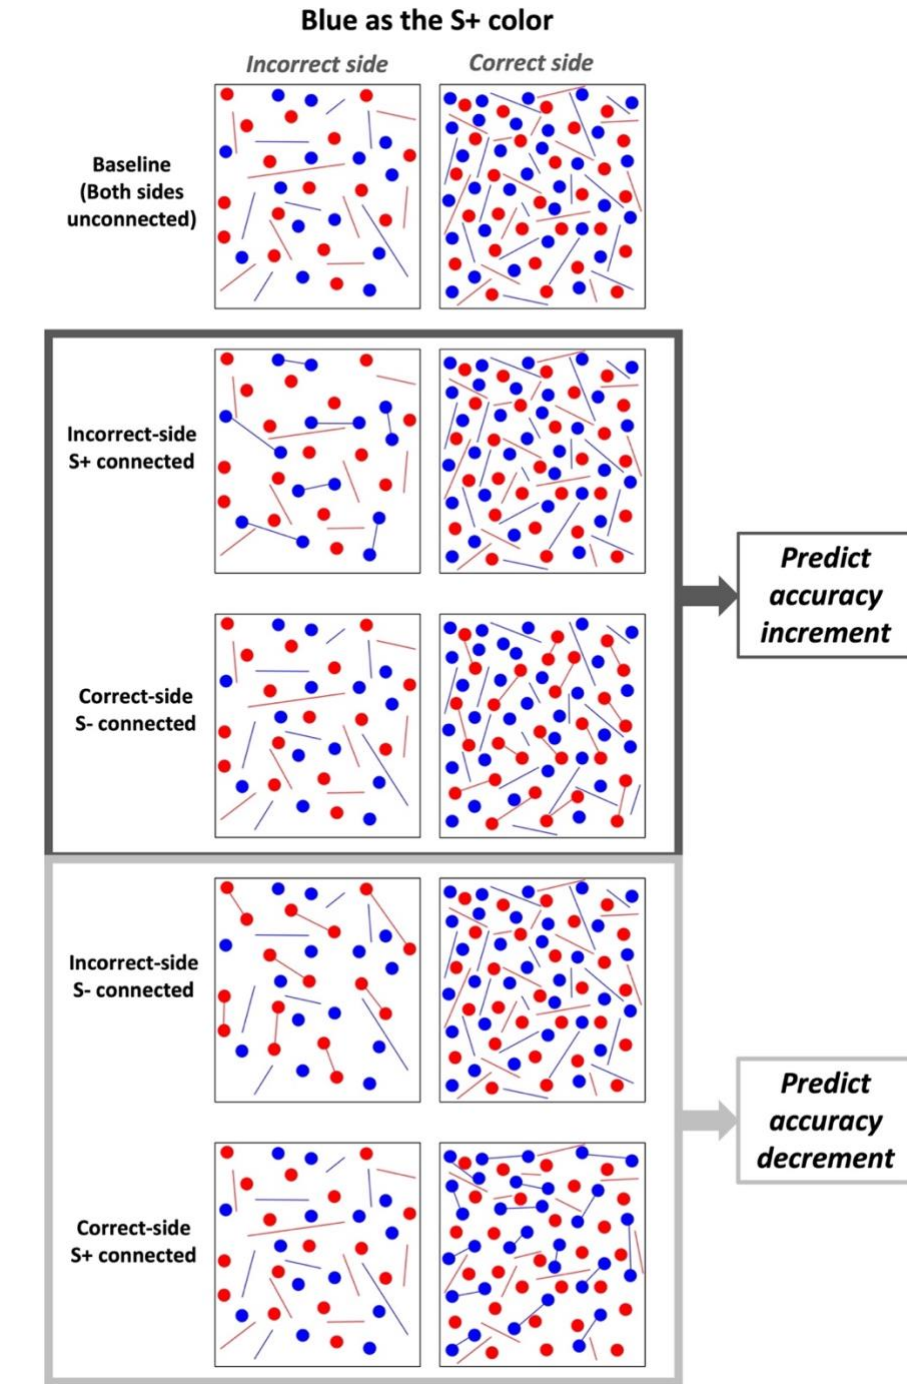 Blue as the S+ color
Incorrect side
Correct side
Baseline
(Both sides
unconnected)
Incorrect-side
S+ connected
Predict
accuracy
increment
Correct-side
S- connected
Incorrect-side
S- connected
Predict
accuracy
decrement
Correct-side
S+ connected